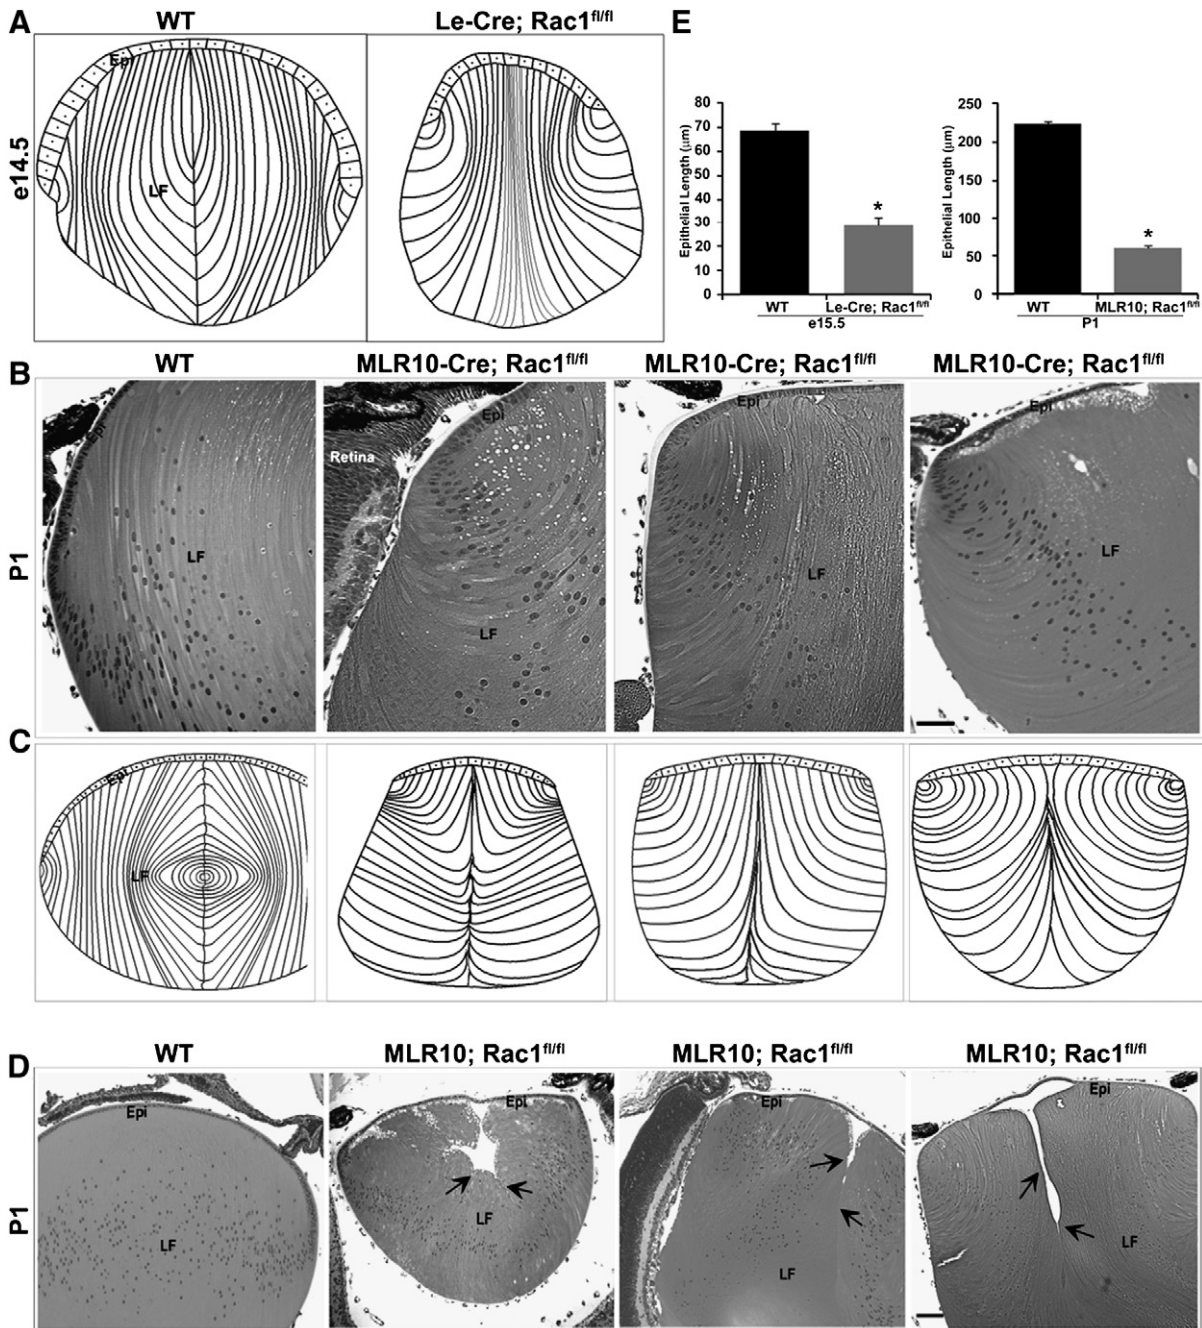 A
WT
Le-Cre; Rac1fl/fl
E
e14.5
Epi
LF
80
70
60
50
40
30
20
10
0
Epithelial Length (μm)
WT
Le-Cre; Rac1fl/fl
e15.5
*
250
200
150
100
50
0
Epithelial Length (μm)
WT
MLR10; Rac1fl/fl
P1
*
B
WT
MLR10-Cre; Rac1fl/fl
MLR10-Cre; Rac1fl/fl
MLR10-Cre; Rac1fl/fl
P1
Epi
LF
Retina
Epi
LF
Epi
LF
Epi
LF
C
Epi
LF
D
WT
MLR10; Rac1fl/fl
MLR10; Rac1fl/fl
MLR10; Rac1fl/fl
P1
Epi
LF
Epi
LF
Epi
LF
Epi
LF